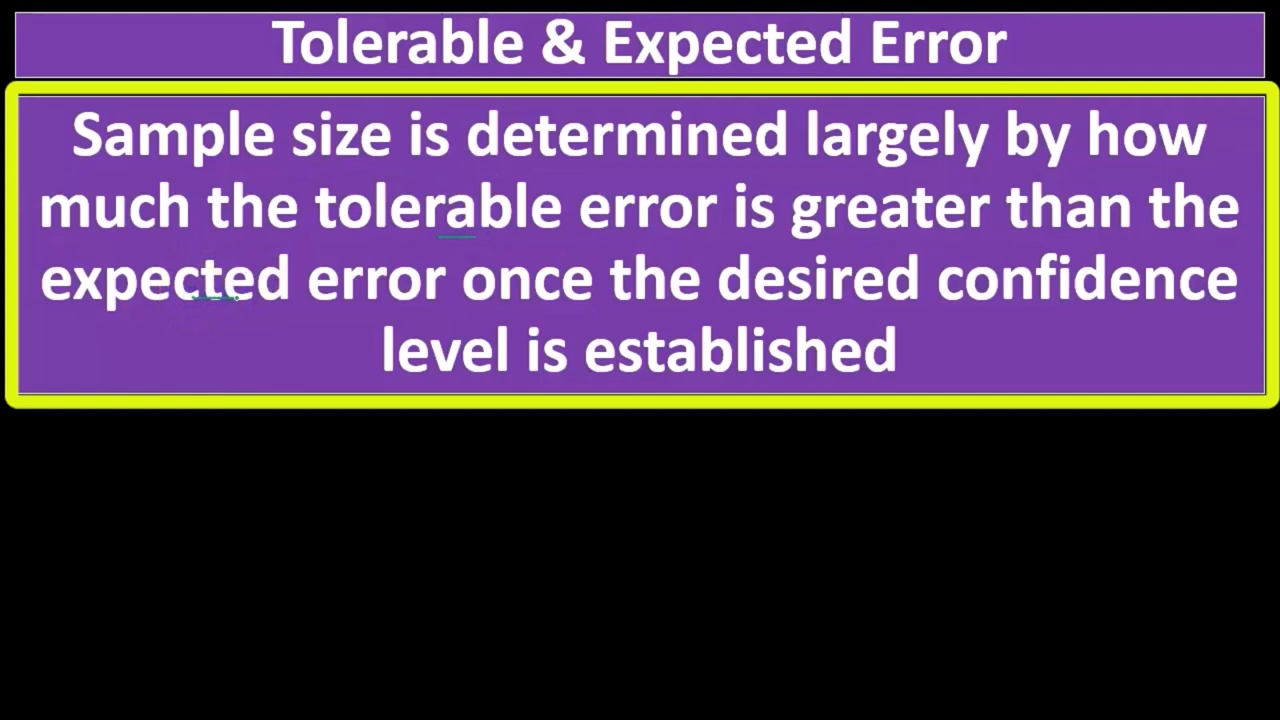 Tolerable & Expected Error
Sample size is determined largely by how
much the tolerable error is greater than the
expected error once the desired confidence
level is established